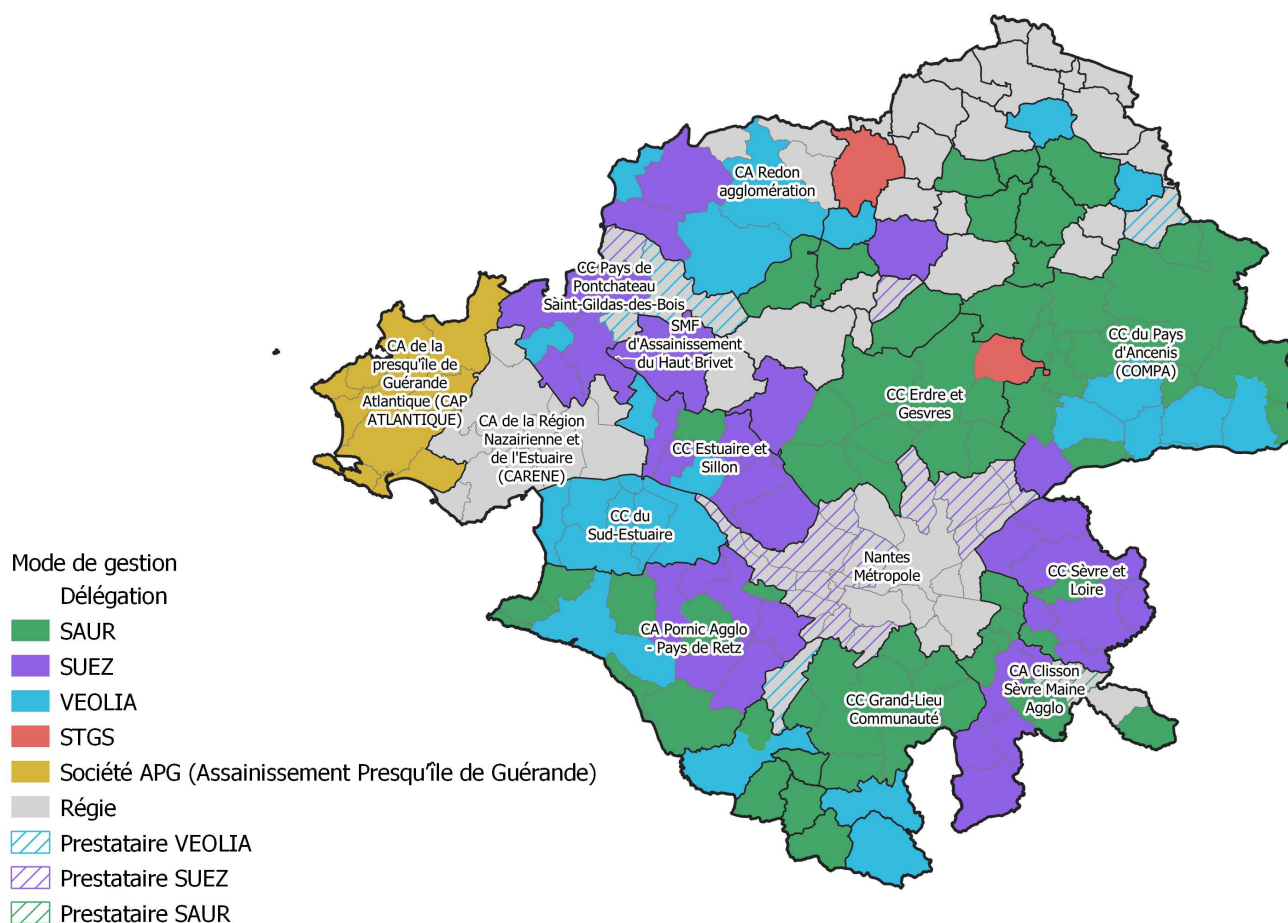 CA Redon
agglomération
CC Pays de
Pontchateau
Saint-Gildas-des-Bois
SMF
d'Assainissement
du Haut Brivet
CA de la
presqu'île de
Guérande
Atlantique (CAP
ATLANTIQUE)
CC du Pays
d'Ancenis
(COMPA)
CC Erdre et
Gesvres
CA de la Région
Nazairienne et
de l'Estuaire
(CARENE)
CC Estuaire et
Sillon
CC du
Sud-Estuaire
Nantes
Métropole
CC Sèvre et
Loire
CA Pornic Agglo
- Pays de Retz
CA Clisson
Sèvre Maine
Agglo
CC Grand-Lieu
Communauté
Mode de gestion
Délégation
SAUR
SUEZ
VEOLIA
STGS
Société APG (Assainissement Presqu'île de Guérande)
Régie
Prestataire VEOLIA
Prestataire SUEZ
Prestataire SAUR